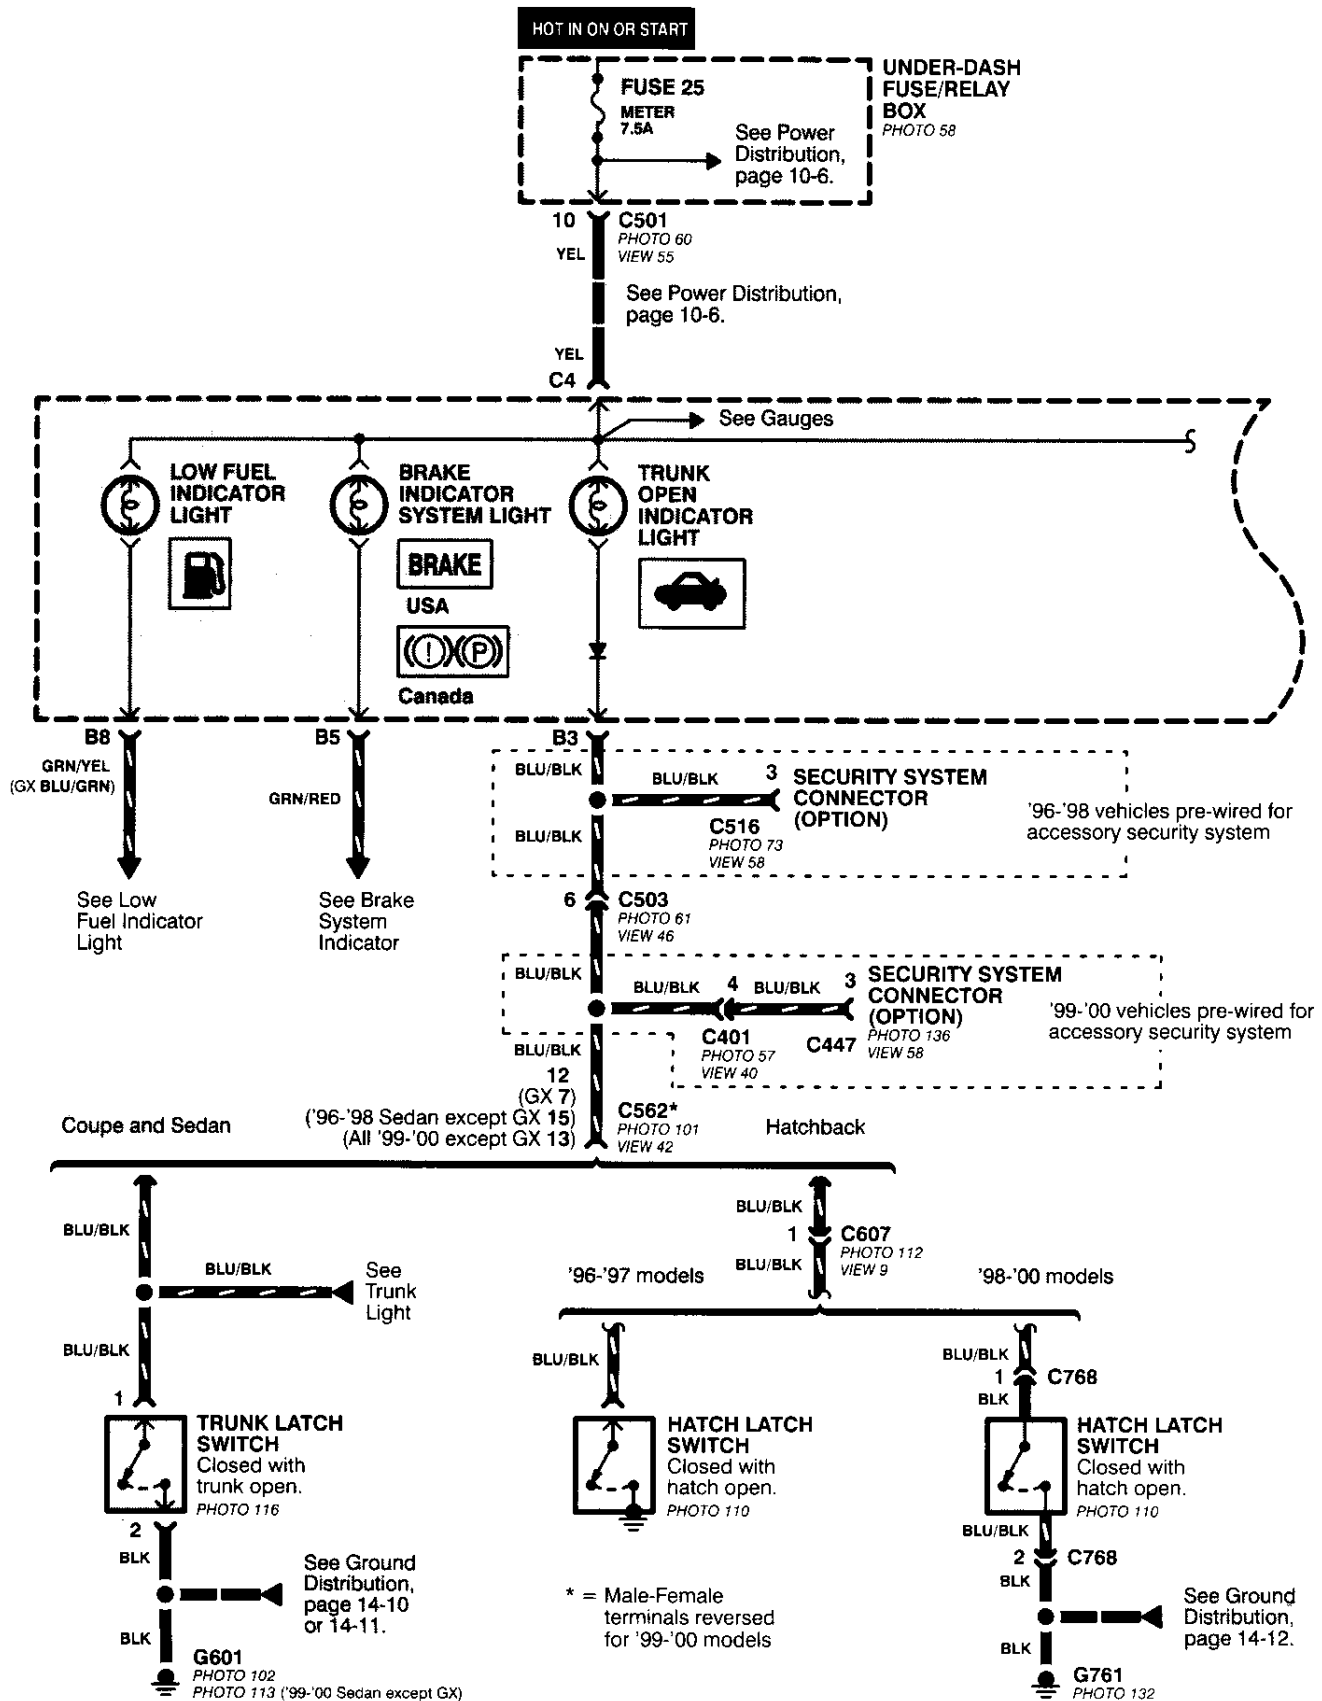 HOT IN ON OR START
UNDER-DASH
FUSE/RELAY
BOX
PHOTO 58
FUSE 25
METER
7.5A
See Power
Distribution,
page 10-6.
10
C501
PHOTO 60
VIEW 55
YEL
See Power Distribution,
page 10-6.
YEL
C4
See Gauges
LOW FUEL
INDICATOR
LIGHT
BRAKE
INDICATOR
SYSTEM LIGHT
BRAKE
USA
(!)(P)
Canada
TRUNK
OPEN
INDICATOR
LIGHT
B8
GRN/YEL
(GX BLU/GRN)
See Low
Fuel Indicator
Light
B5
GRN/RED
See Brake
System
Indicator
B3
BLU/BLK
BLU/BLK
3
SECURITY SYSTEM
CONNECTOR
(OPTION)
C516
PHOTO 73
VIEW 58
BLU/BLK
'96-'98 vehicles pre-wired for
accessory security system
6
C503
PHOTO 61
VIEW 46
BLU/BLK
BLU/BLK
4
BLU/BLK
3
SECURITY SYSTEM
CONNECTOR
(OPTION)
PHOTO 136
VIEW 58
C401
PHOTO 57
VIEW 40
C447
'99-'00 vehicles pre-wired for
accessory security system
BLU/BLK
12
(GX 7)
('96-'98 Sedan except GX 15)
(All '99-'00 except GX 13)
C562*
PHOTO 101
VIEW 42
Coupe and Sedan
Hatchback
BLU/BLK
BLU/BLK
See
Trunk
Light
BLU/BLK
1
TRUNK LATCH
SWITCH
Closed with
trunk open.
PHOTO 116
2
BLK
See Ground
Distribution,
page 14-10
or 14-11.
BLK
G601
PHOTO 102
PHOTO 113 ('99-'00 Sedan except GX)
BLU/BLK
1
C607
PHOTO 112
VIEW 9
BLU/BLK
'96-'97 models
'98-'00 models
BLU/BLK
HATCH LATCH
SWITCH
Closed with
hatch open.
PHOTO 110
BLU/BLK
1
C768
BLK
HATCH LATCH
SWITCH
Closed with
hatch open.
PHOTO 110
BLU/BLK
2
C768
BLK
See Ground
Distribution,
page 14-12.
BLK
G761
PHOTO 132
* = Male-Female
terminals reversed
for '99-'00 models